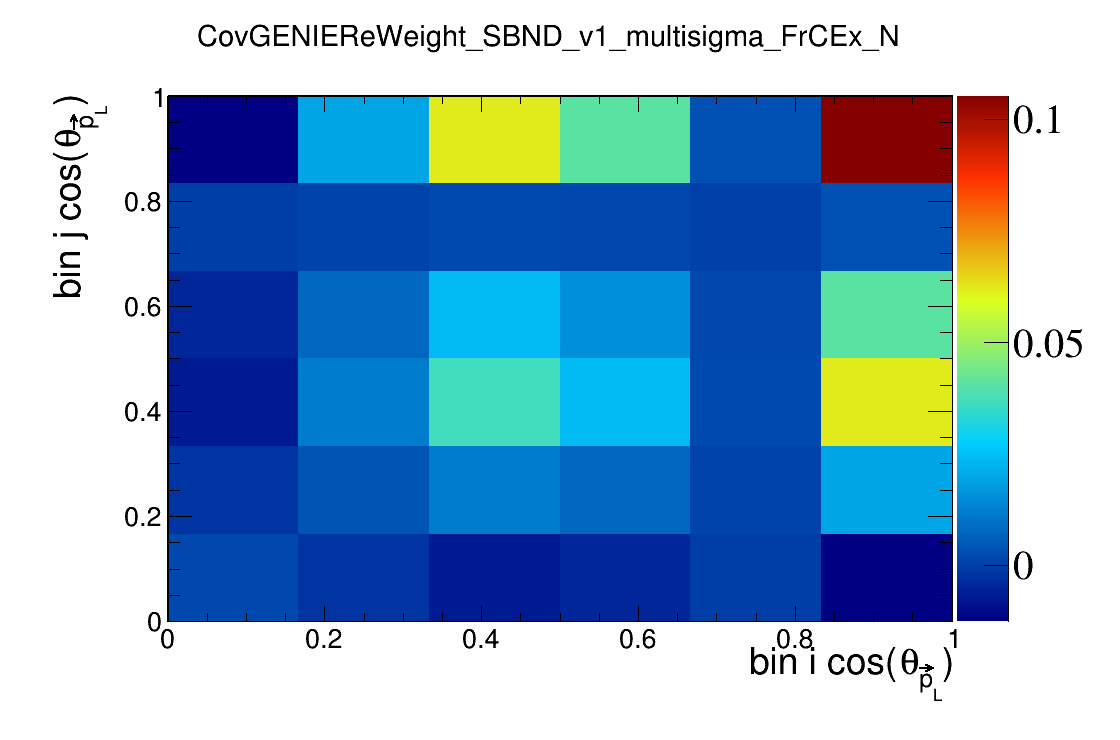 CovGENIEReWeight_SBND_v1_multisigma_FrCEx_N
bin j cos(θ_p⃗_L)
1
0.8
0.6
0.4
0.2
0
0 0.2 0.4 0.6 0.8 1
bin i cos(θ_p⃗_L)
0.1
0.05
0